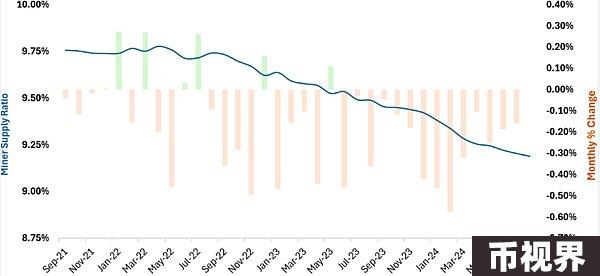 10.00%
9.75%
9.50%
9.25%
9.00%
8.75%
Miner Supply Ratio
0.40%
0.30%
0.20%
0.10%
0.00%
-0.10%
-0.20%
-0.30%
-0.40%
-0.50%
-0.60%
Monthly % Change
Sep-21
Nov-21
Jan-22
Mar-22
May-22
Jul-22
Sep-22
Nov-22
Jan-23
Mar-23
May-23
Jul-23
Sep-23
Nov-23
Jan-24
Mar-24
币视界